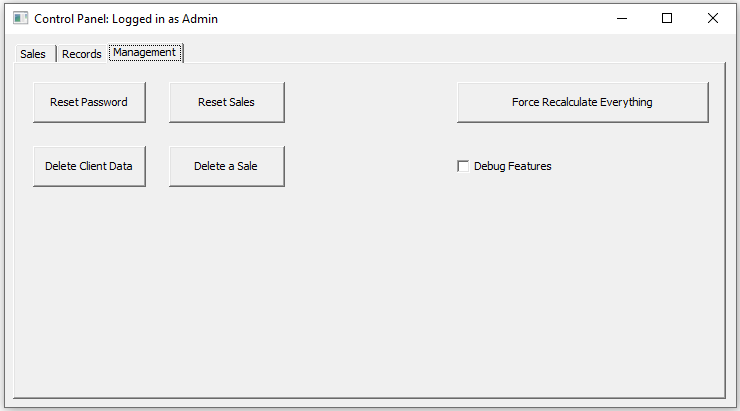 Control Panel: Logged in as Admin
Sales Records Management
Reset Password Reset Sales Force Recalculate Everything
Delete Client Data Delete a Sale Debug Features